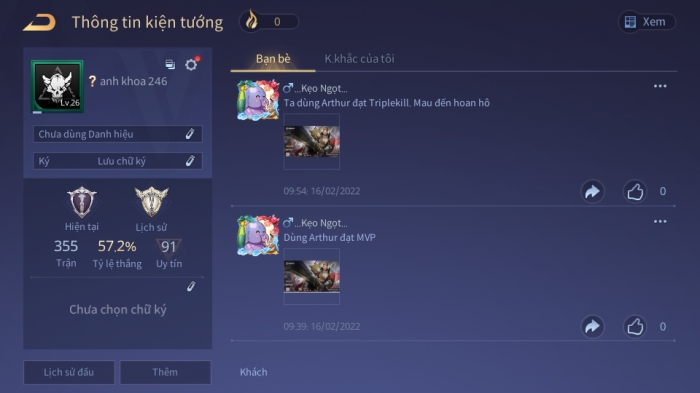 Thông tin kiện tướng
0
Xem
Lv.26
? anh khoa 246
Chưa dùng Danh hiệu
Ký Lưu chữ ký
Hiện tại Lịch sử
355 57.2% 91
Trận Tỷ lệ thắng Uy tín
Chưa chọn chữ ký
Lịch sử đấu Thêm
Bạn bè K.khắc của tôi
...Kẹo Ngọt...
Ta dùng Arthur đạt Triplekill. Mau đến hoan hô
09:54: 16/02/2022 0
...Kẹo Ngọt...
Dùng Arthur đạt MVP
09:39: 16/02/2022 0
Khách